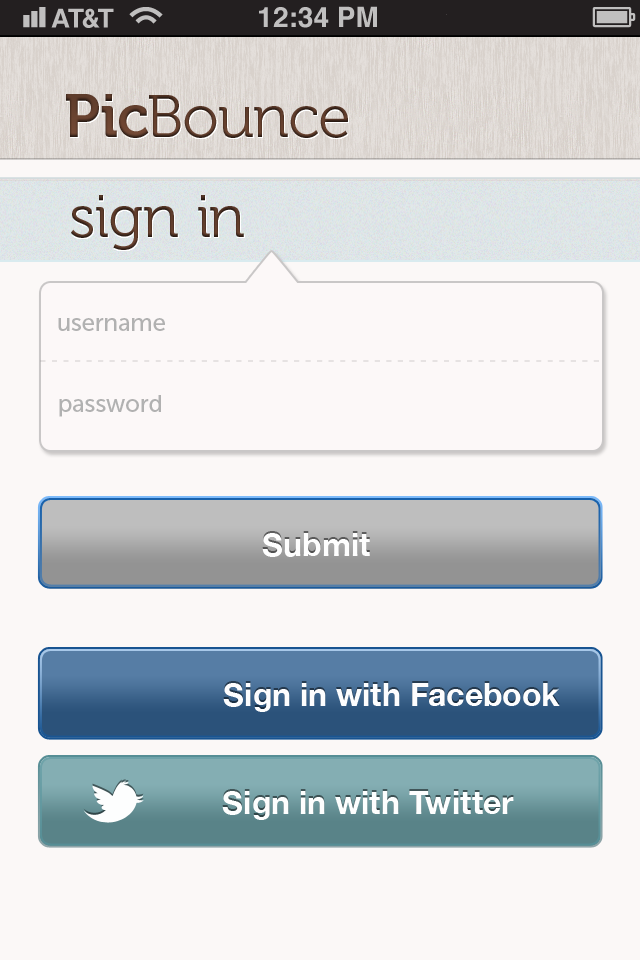 AT&T 12:34 PM
PicBounce
sign in
username
password
Submit
Sign in with Facebook
Sign in with Twitter